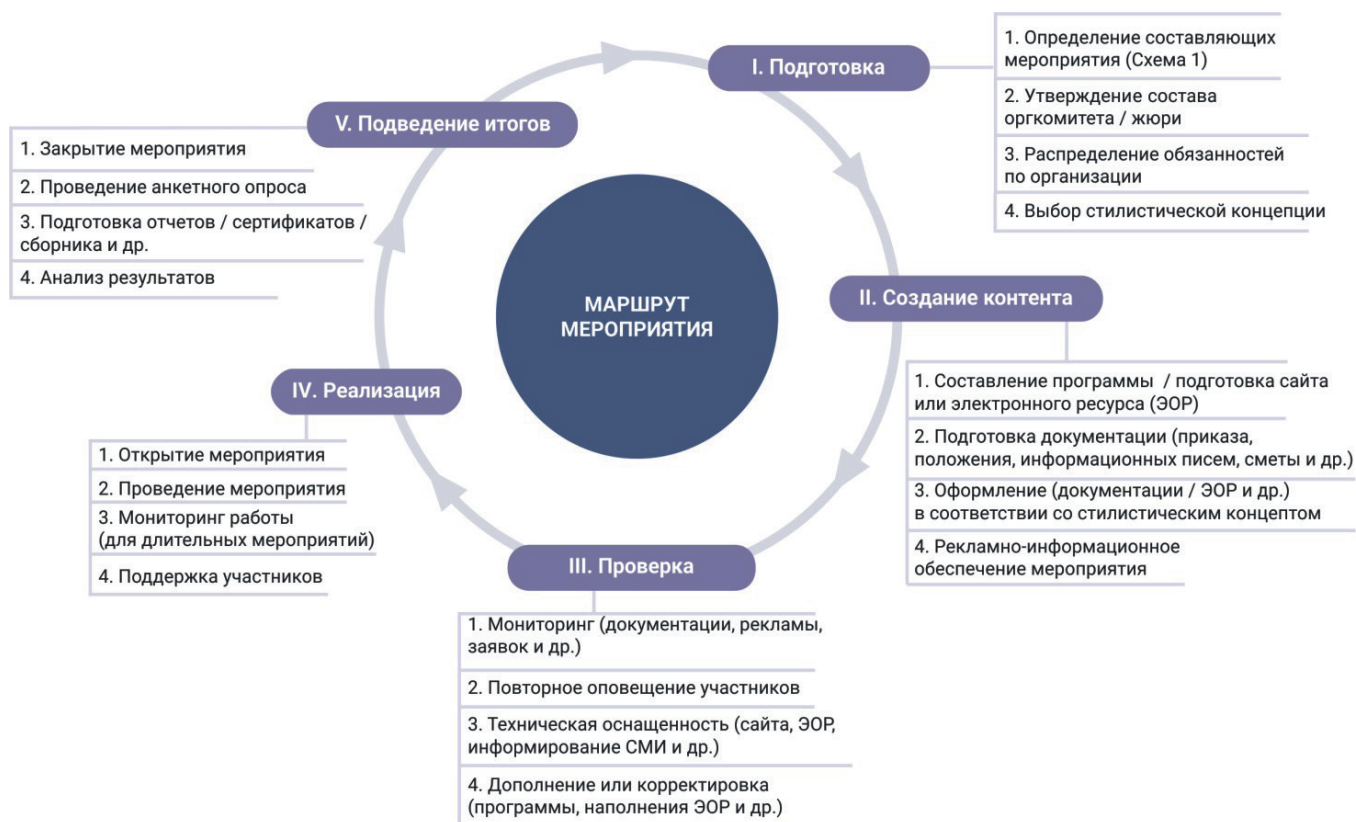 МАРШРУТ
МЕРОПРИЯТИЯ
I. Подготовка
1. Определение составляющих
мероприятия (Схема 1)
2. Утверждение состава
оргкомитета / жюри
3. Распределение обязанностей
по организации
4. Выбор стилистической концепции
II. Создание контента
1. Составление программы / подготовка сайта
или электронного ресурса (ЭОР)
2. Подготовка документации (приказа,
положения, информационных писем, сметы и др.)
3. Оформление (документации / ЭОР и др.)
в соответствии со стилистическим концептом
4. Рекламно-информационное
обеспечение мероприятия
III. Проверка
1. Мониторинг (документации, рекламы,
заявок и др.)
2. Повторное оповещение участников
3. Техническая оснащенность (сайта, ЭОР,
информирование СМИ и др.)
4. Дополнение или корректировка
(программы, наполнения ЭОР и др.)
IV. Реализация
1. Открытие мероприятия
2. Проведение мероприятия
3. Мониторинг работы
(для длительных мероприятий)
4. Поддержка участников
V. Подведение итогов
1. Закрытие мероприятия
2. Проведение анкетного опроса
3. Подготовка отчетов / сертификатов /
сборника и др.
4. Анализ результатов